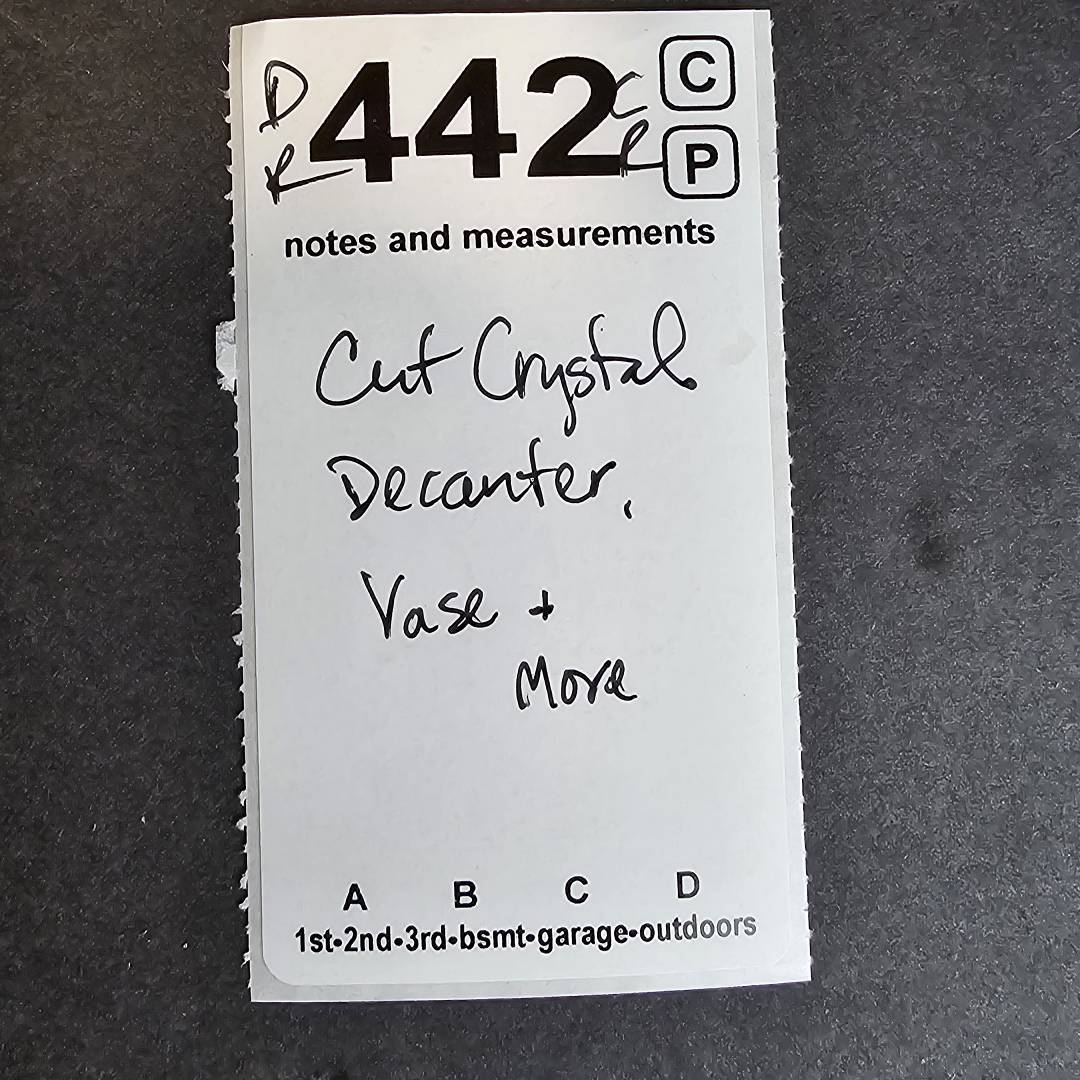 D 442 C C
R R P
notes and measurements
Cut Crystal
Decanter,
Vase +
More
A B C D
1st•2nd•3rd•bsmt•garage•outdoors